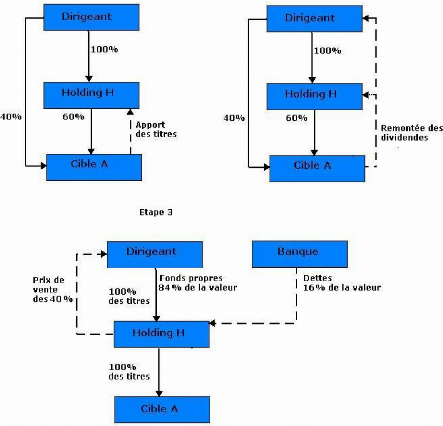 Dirigeant
100%
Holding H
40%
60%
Apport
des titres
Cible A
Dirigeant
100%
Holding H
40%
60%
Remontée des
dividendes
Cible A
Etape 3
Dirigeant
Banque
Prix de
vente
des 40%
100%
des titres
Fonds propres
84% de la valeur
Dettes
16% de la valeur
Holding H
100%
des titres
Cible A